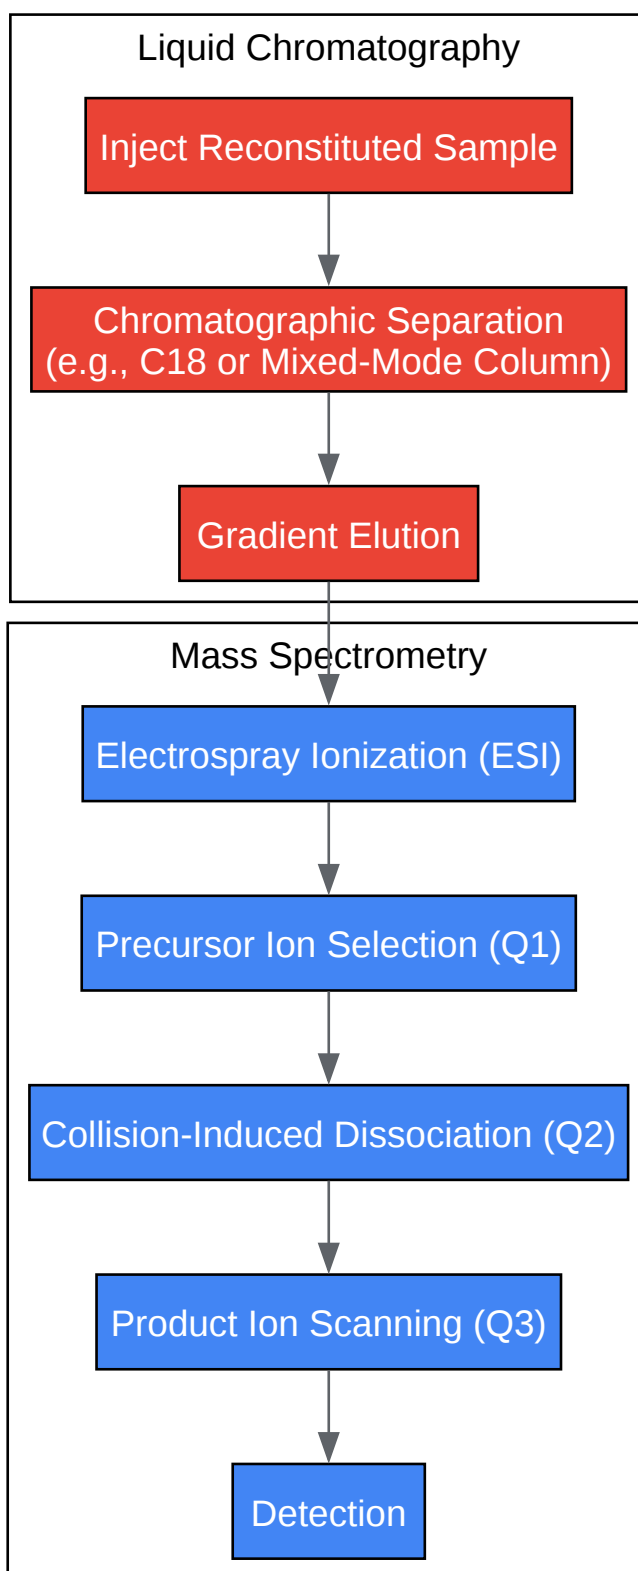 Liquid Chromatography
Inject Reconstituted Sample
Chromatographic Separation
(e.g., C18 or Mixed-Mode Column)
Gradient Elution
Mass Spectrometry
Electrospray Ionization (ESI)
Precursor Ion Selection (Q1)
Collision-Induced Dissociation (Q2)
Product Ion Scanning (Q3)
Detection